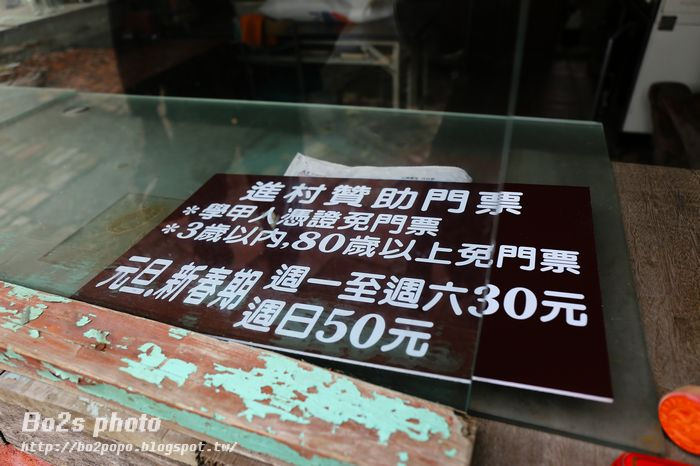 進村贊助門票
*學甲人憑證免門票
*3歲以內,80歲以上免門票
元旦.新春期 週一至週六30元
週日50元
Bo2s photo
http://bo2popo.blogspot.tw/